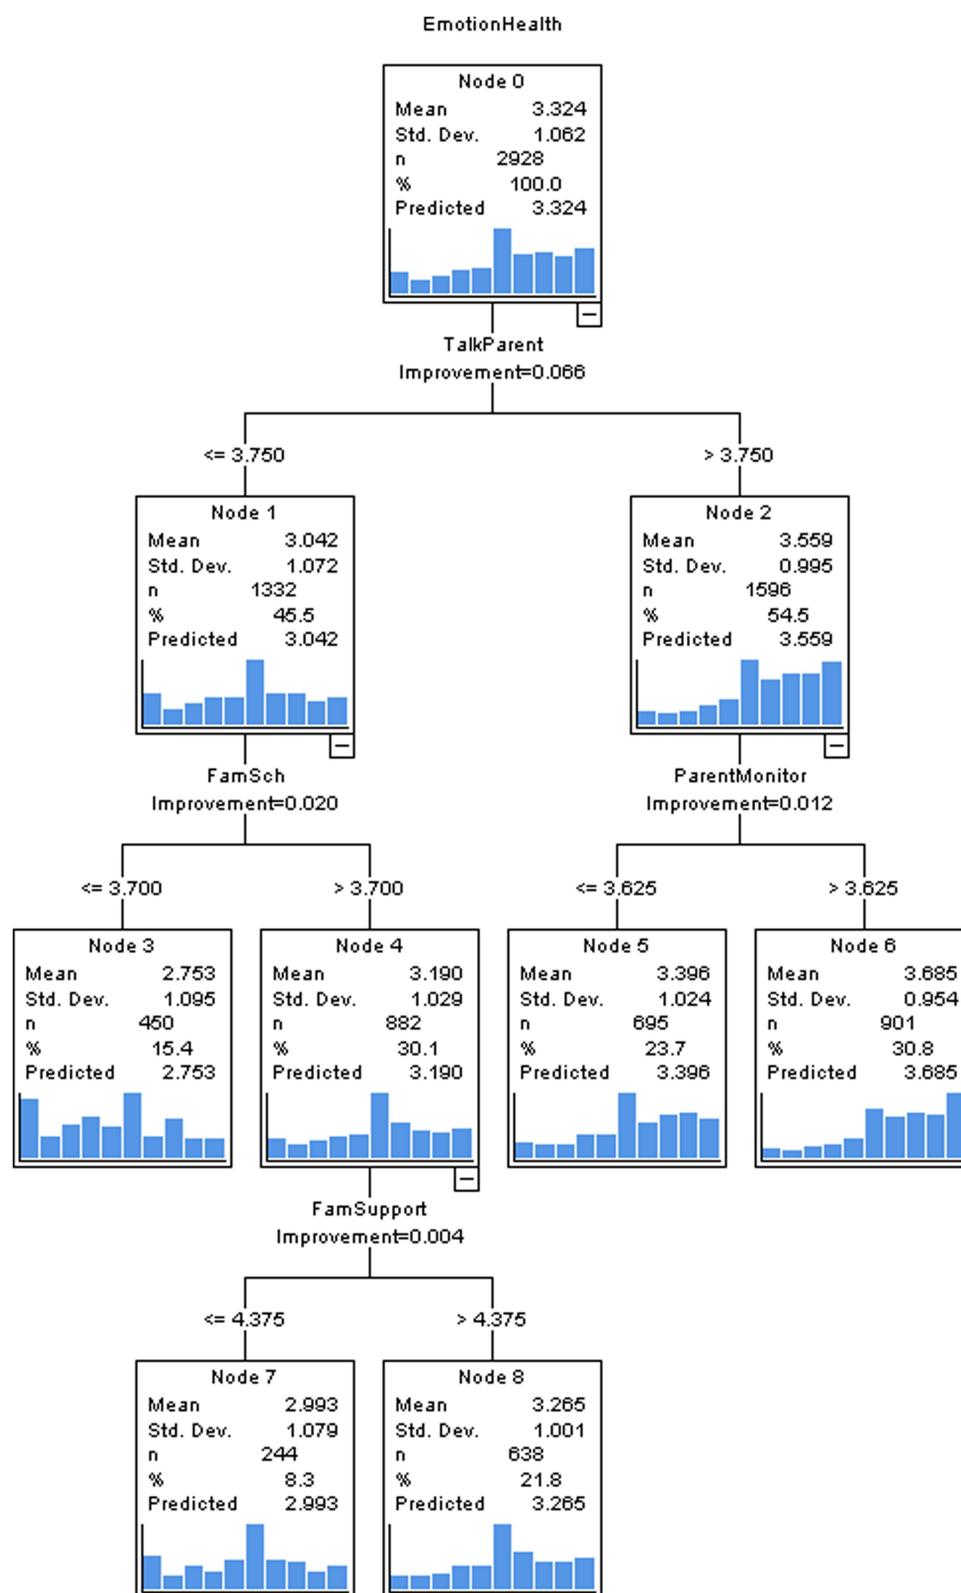 EmotionHealth
Node 0
Mean 3.324
Std. Dev. 1.062
n 2928
% 100.0
Predicted 3.324
TalkParent
Improvement=0.066
<= 3.750 > 3.750
Node 1
Mean 3.042
Std. Dev. 1.072
n 1332
% 45.5
Predicted 3.042
Node 2
Mean 3.559
Std. Dev. 0.995
n 1596
% 54.5
Predicted 3.559
FamSch
Improvement=0.020
ParentMonitor
Improvement=0.012
<= 3.700 > 3.700 <= 3.625 > 3.625
Node 3
Mean 2.753
Std. Dev. 1.095
n 450
% 15.4
Predicted 2.753
Node 4
Mean 3.190
Std. Dev. 1.029
n 882
% 30.1
Predicted 3.190
Node 5
Mean 3.396
Std. Dev. 1.024
n 695
% 23.7
Predicted 3.396
Node 6
Mean 3.685
Std. Dev. 0.954
n 901
% 30.8
Predicted 3.685
FamSupport
Improvement=0.004
<= 4.375 > 4.375
Node 7
Mean 2.993
Std. Dev. 1.079
n 244
% 8.3
Predicted 2.993
Node 8
Mean 3.265
Std. Dev. 1.001
n 638
% 21.8
Predicted 3.265